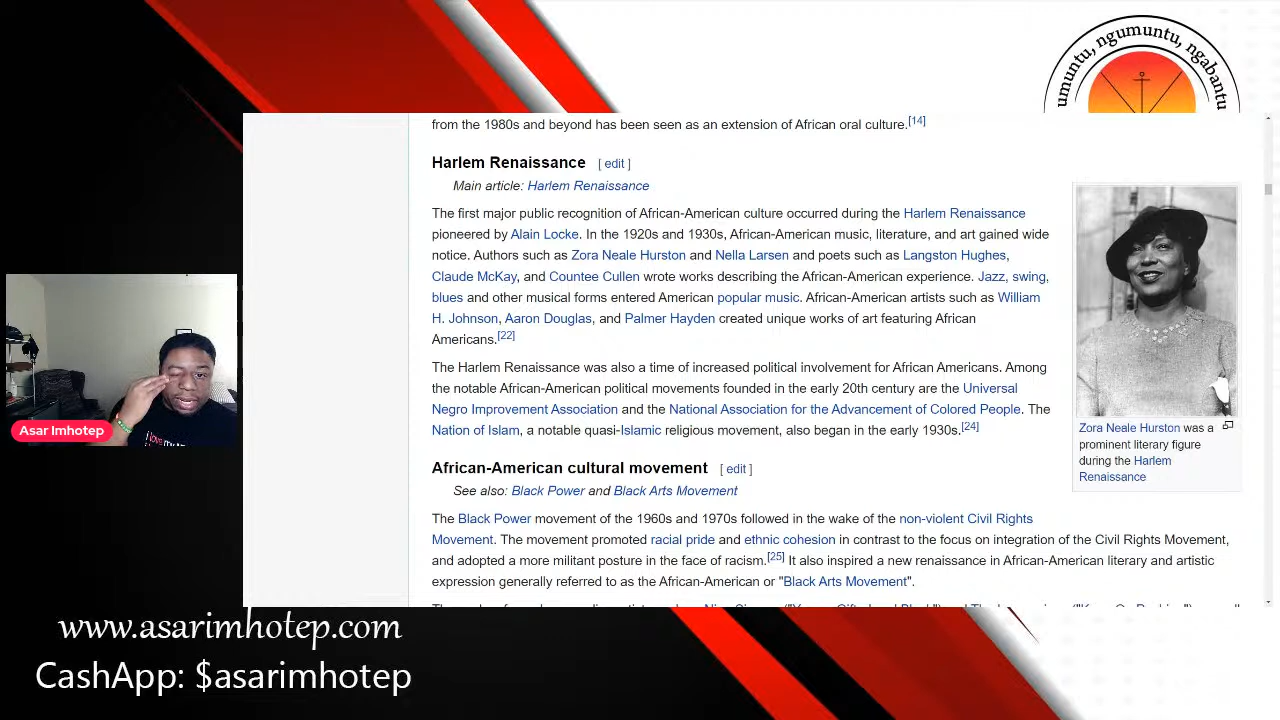 umuntu, ngumuntu, ngabantu
from the 1980s and beyond has been seen as an extension of African oral culture.[14]
Harlem Renaissance [ edit ]
Main article: Harlem Renaissance
The first major public recognition of African-American culture occurred during the Harlem Renaissance
pioneered by Alain Locke. In the 1920s and 1930s, African-American music, literature, and art gained wide
notice. Authors such as Zora Neale Hurston and Nella Larsen and poets such as Langston Hughes,
Claude McKay, and Countee Cullen wrote works describing the African-American experience. Jazz, swing,
blues and other musical forms entered American popular music. African-American artists such as William
H. Johnson, Aaron Douglas, and Palmer Hayden created unique works of art featuring African
Americans.[22]
The Harlem Renaissance was also a time of increased political involvement for African Americans. Among
the notable African-American political movements founded in the early 20th century are the Universal
Negro Improvement Association and the National Association for the Advancement of Colored People. The
Nation of Islam, a notable quasi-Islamic religious movement, also began in the early 1930s.[24]
Zora Neale Hurston was a
prominent literary figure
during the Harlem
Renaissance
African-American cultural movement [ edit ]
See also: Black Power and Black Arts Movement
The Black Power movement of the 1960s and 1970s followed in the wake of the non-violent Civil Rights
Movement. The movement promoted racial pride and ethnic cohesion in contrast to the focus on integration of the Civil Rights Movement,
and adopted a more militant posture in the face of racism.[25] It also inspired a new renaissance in African-American literary and artistic
expression generally referred to as the African-American or "Black Arts Movement".
Asar Imhotep
I love
www.asarimhotep.com
CashApp: $asarimhotep